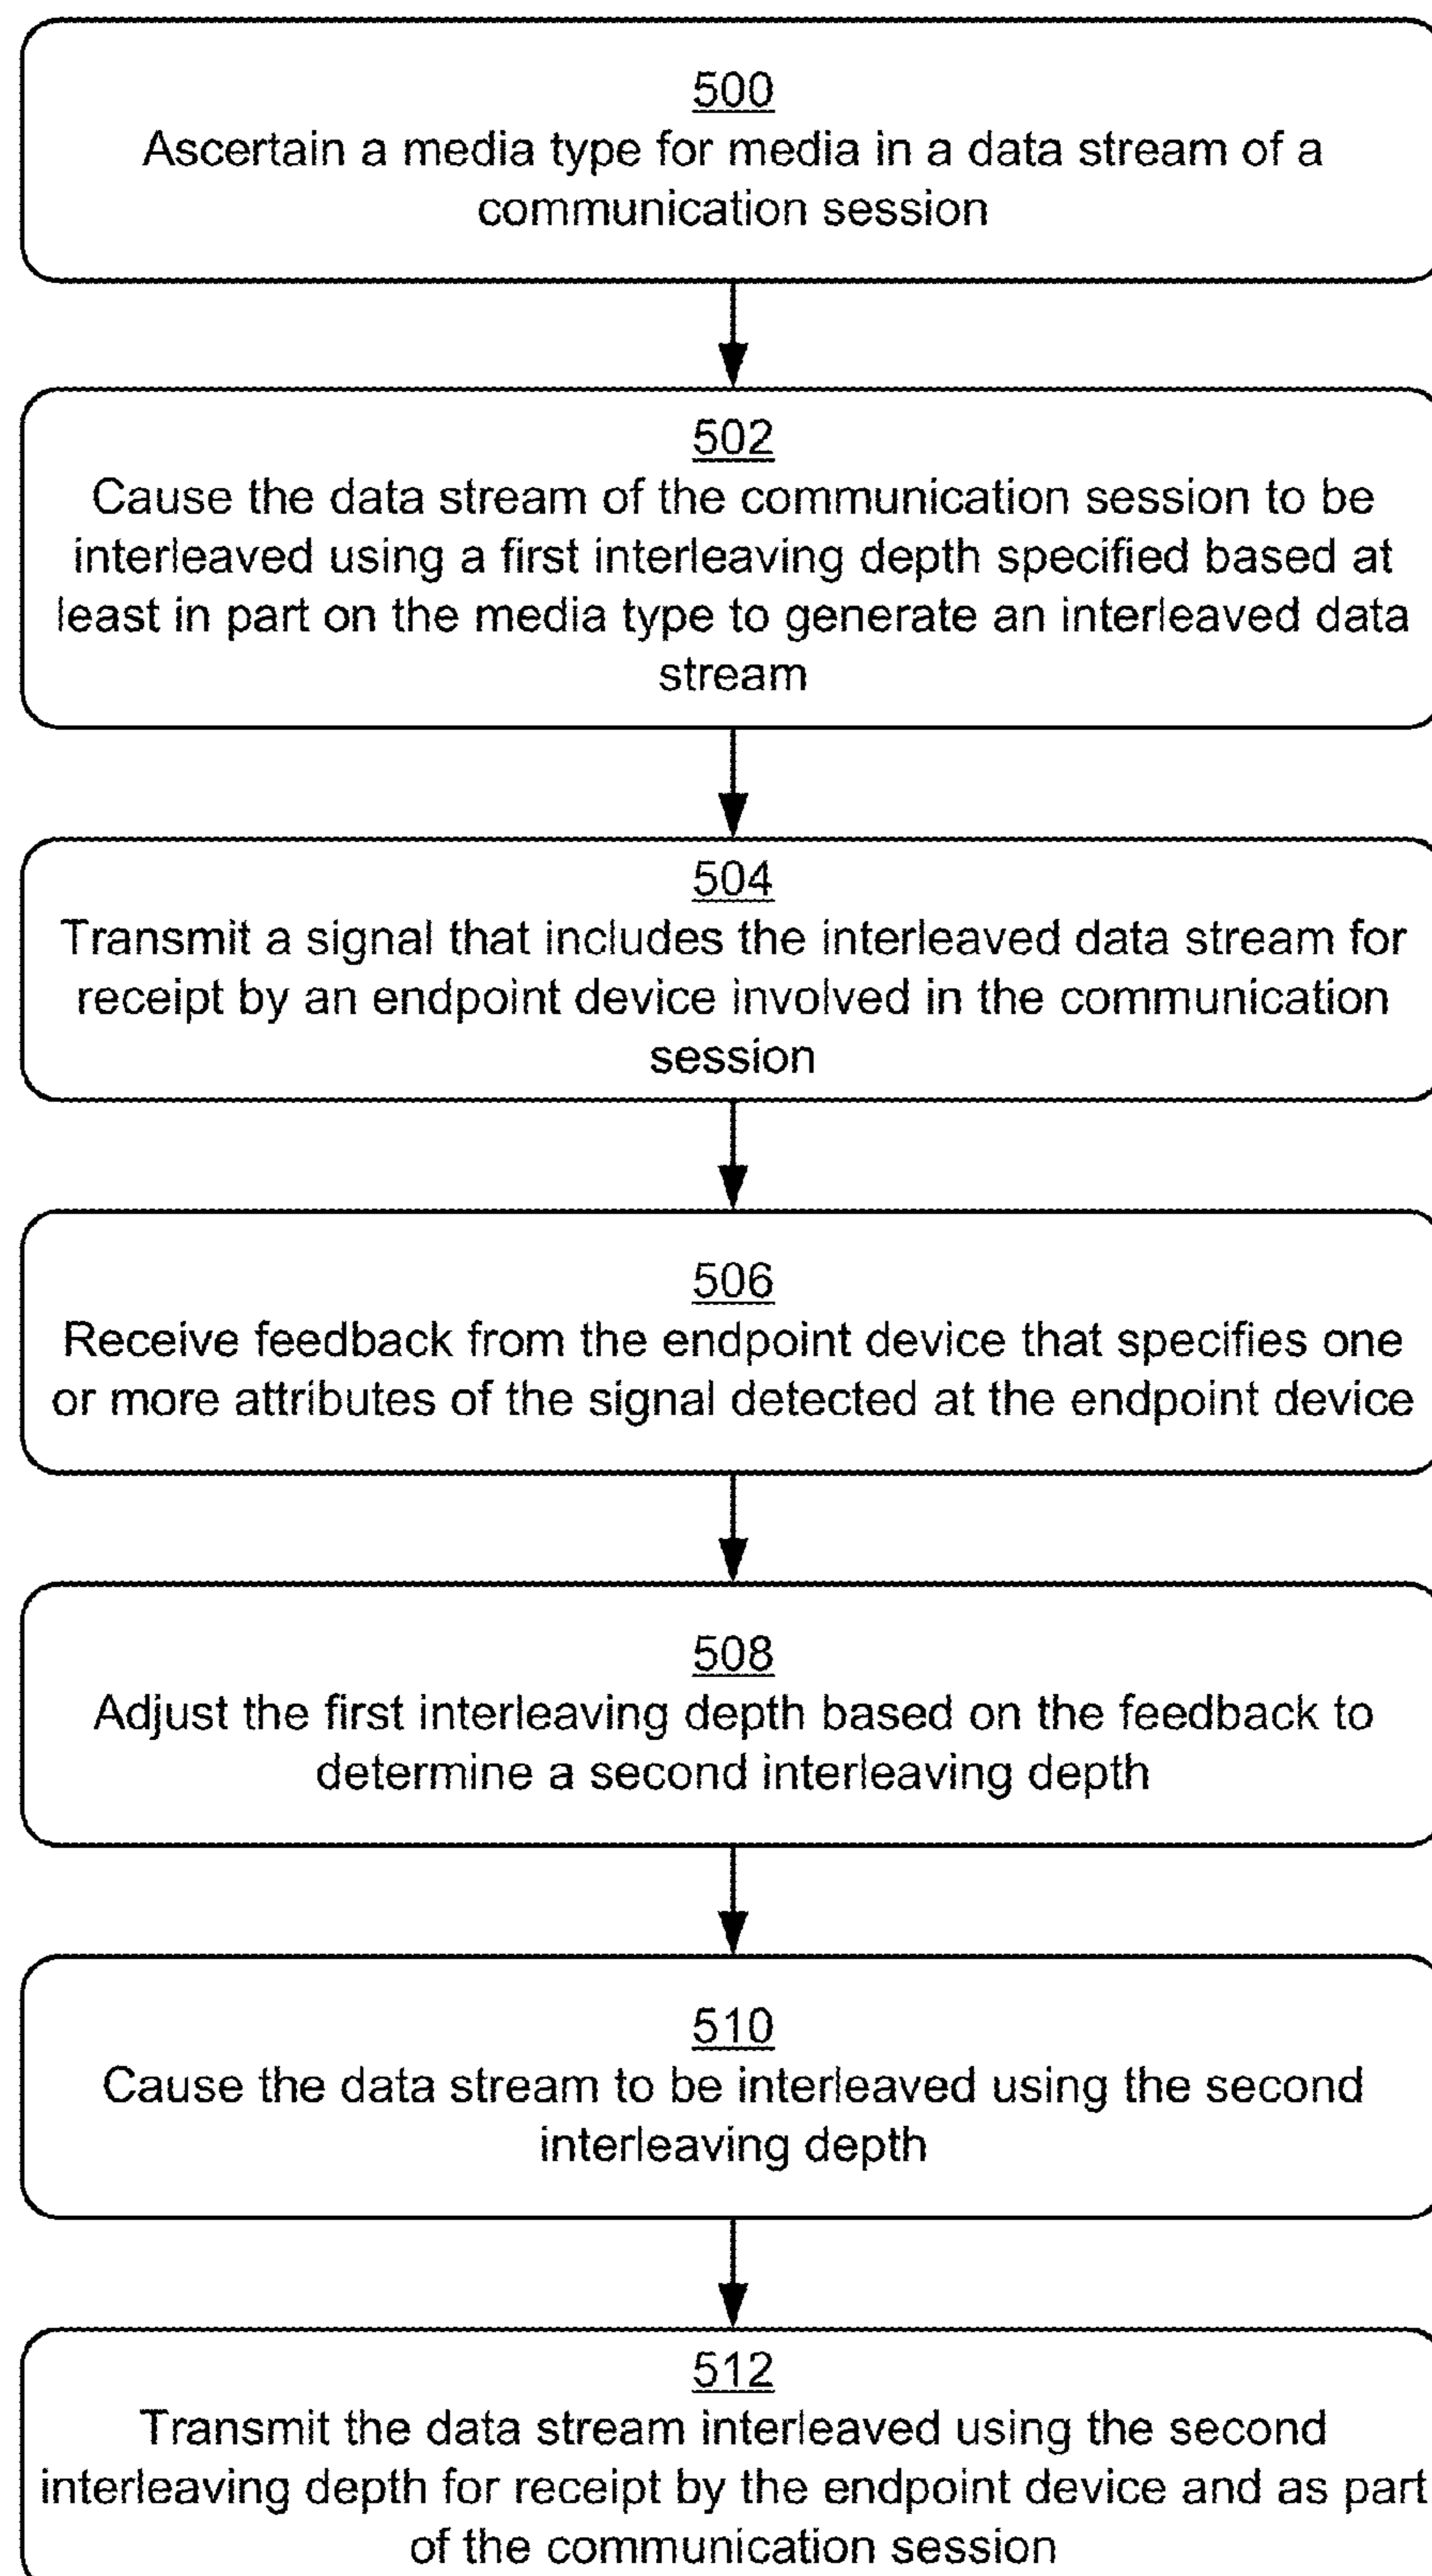 500
Ascertain a media type for media in a data stream of a
communication session
502
Cause the data stream of the communication session to be
interleaved using a first interleaving depth specified based at
least in part on the media type to generate an interleaved data
stream
504
Transmit a signal that includes the interleaved data stream for
receipt by an endpoint device involved in the communication
session
506
Receive feedback from the endpoint device that specifies one
or more attributes of the signal detected at the endpoint device
508
Adjust the first interleaving depth based on the feedback to
determine a second interleaving depth
510
Cause the data stream to be interleaved using the second
interleaving depth
512
Transmit the data stream interleaved using the second
interleaving depth for receipt by the endpoint device and as part
of the communication session